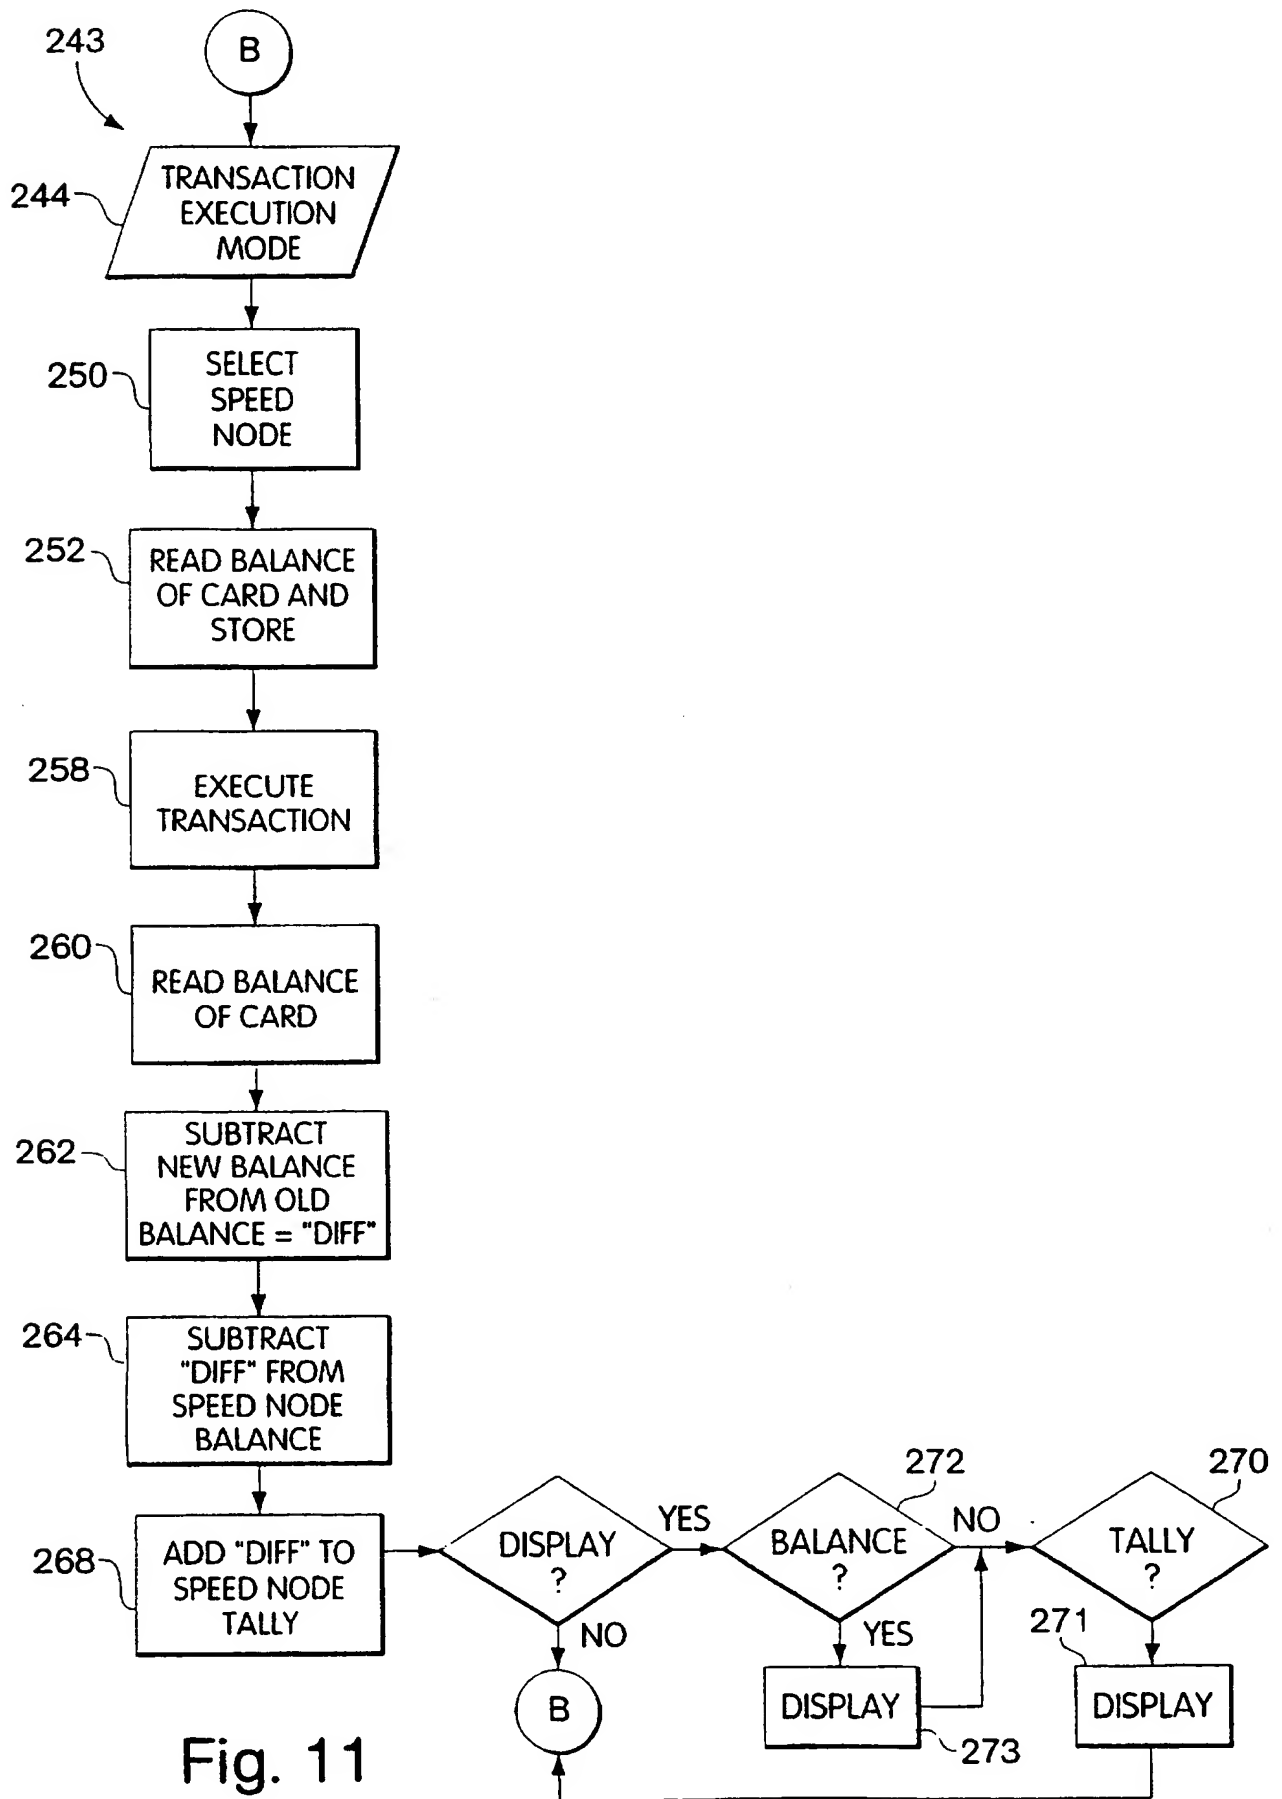 243
B
244
TRANSACTION
EXECUTION
MODE
250
SELECT
SPEED
NODE
252
READ BALANCE
OF CARD AND
STORE
258
EXECUTE
TRANSACTION
260
READ BALANCE
OF CARD
262
SUBTRACT
NEW BALANCE
FROM OLD
BALANCE = "DIFF"
264
SUBTRACT
"DIFF" FROM
SPEED NODE
BALANCE
268
ADD "DIFF" TO
SPEED NODE
TALLY
DISPLAY
?
YES
NO
B
272
BALANCE
?
NO
YES
DISPLAY
273
270
TALLY
?
271
DISPLAY
Fig. 11